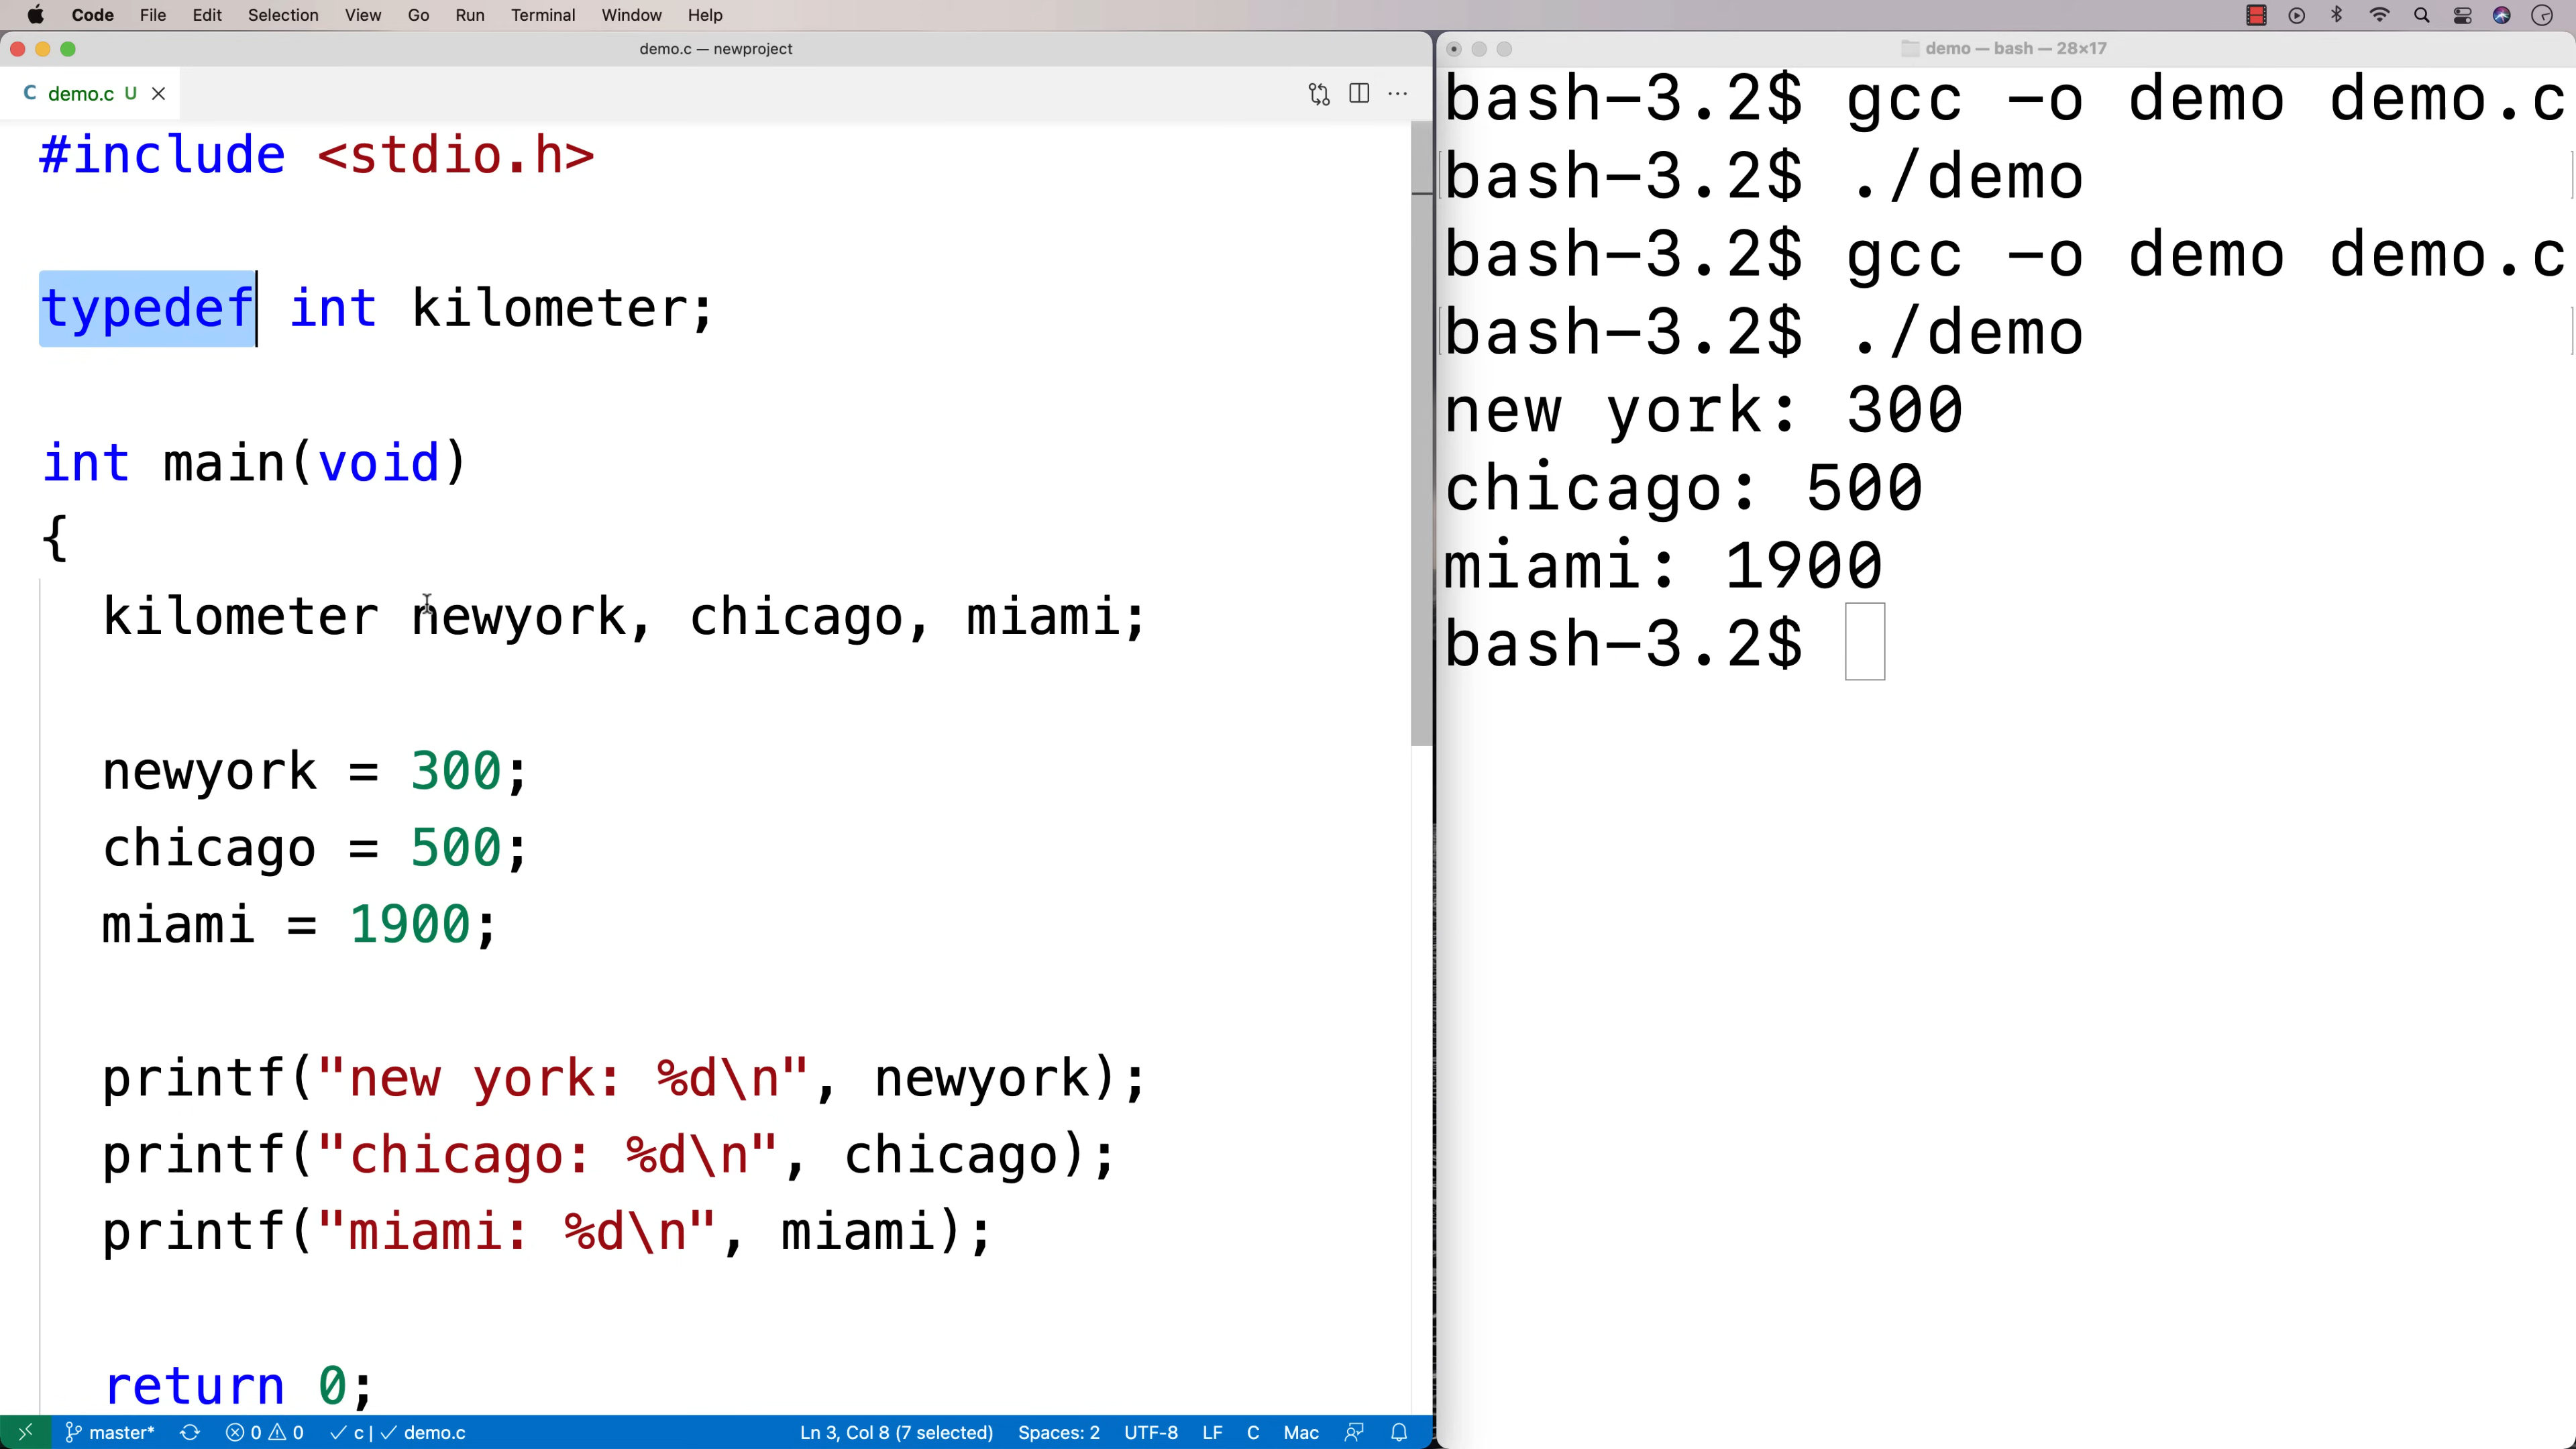 Code File Edit Selection View Go Run Terminal Window Help
demo.c — newproject
C demo.c U
#include <stdio.h>
typedef int kilometer;
int main(void)
{
kilometer newyork, chicago, miami;
newyork = 300;
chicago = 500;
miami = 1900;
printf("new york: %d\n", newyork);
printf("chicago: %d\n", chicago);
printf("miami: %d\n", miami);
return 0;
master* 0 0 c | demo.c Ln 3, Col 8 (7 selected) Spaces: 2 UTF-8 LF C Mac
demo — bash — 28×17
bash-3.2$ gcc -o demo demo.c
bash-3.2$ ./demo
bash-3.2$ gcc -o demo demo.c
bash-3.2$ ./demo
new york: 300
chicago: 500
miami: 1900
bash-3.2$